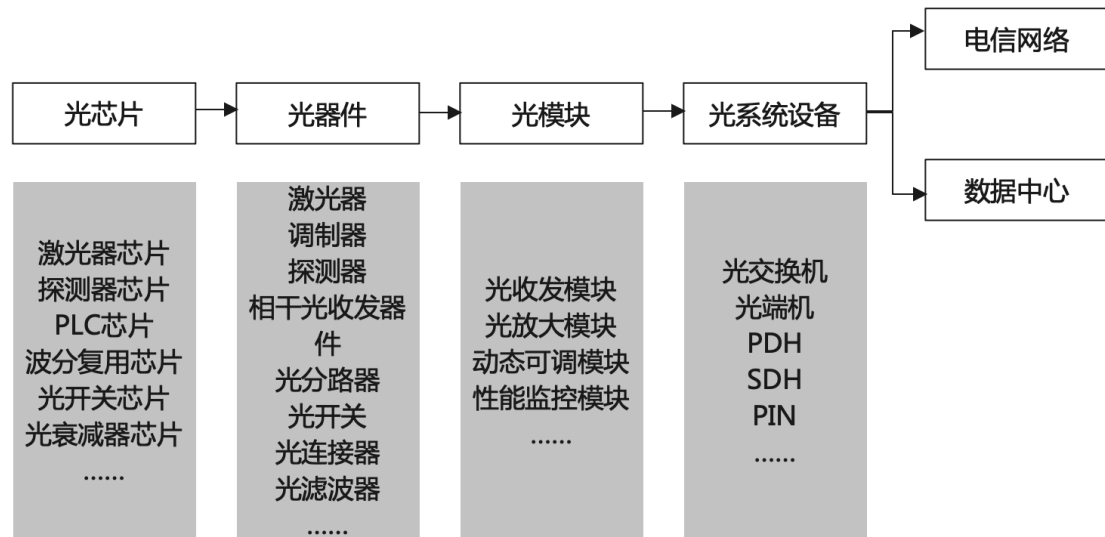 光芯片
光器件
光模块
光系统设备
电信网络
数据中心
激光器芯片
探测器芯片
PLC芯片
波分复用芯片
光开关芯片
光衰减器芯片
......
激光器
调制器
探测器
相干光收发器
件
光分路器
光开关
光连接器
光滤波器
......
光收发模块
光放大模块
动态可调模块
性能监控模块
......
光交换机
光端机
PDH
SDH
PIN
......